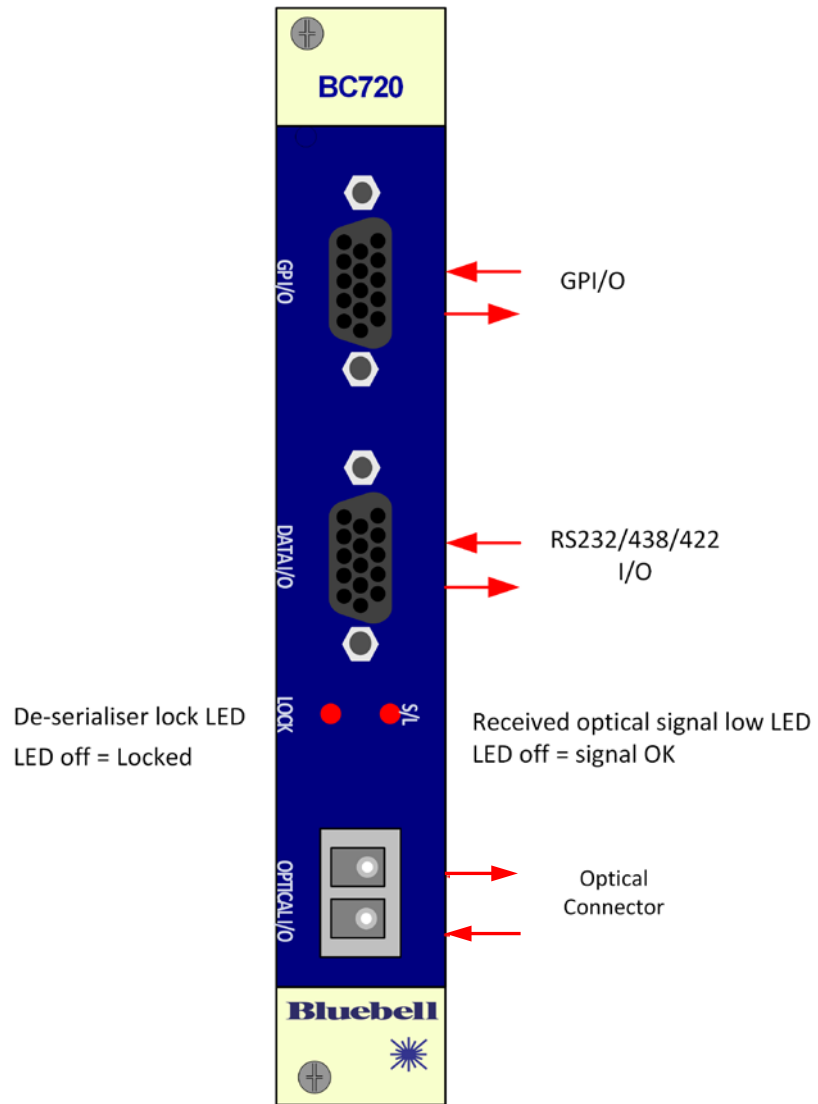 BC720
GPI/O
GPI/O
DATA I/O
RS232/438/422
I/O
De-serialiser lock LED
LED off = Locked
LOCK
S/L
Received optical signal low LED
LED off = signal OK
OPTICAL I/O
Optical
Connector
Bluebell